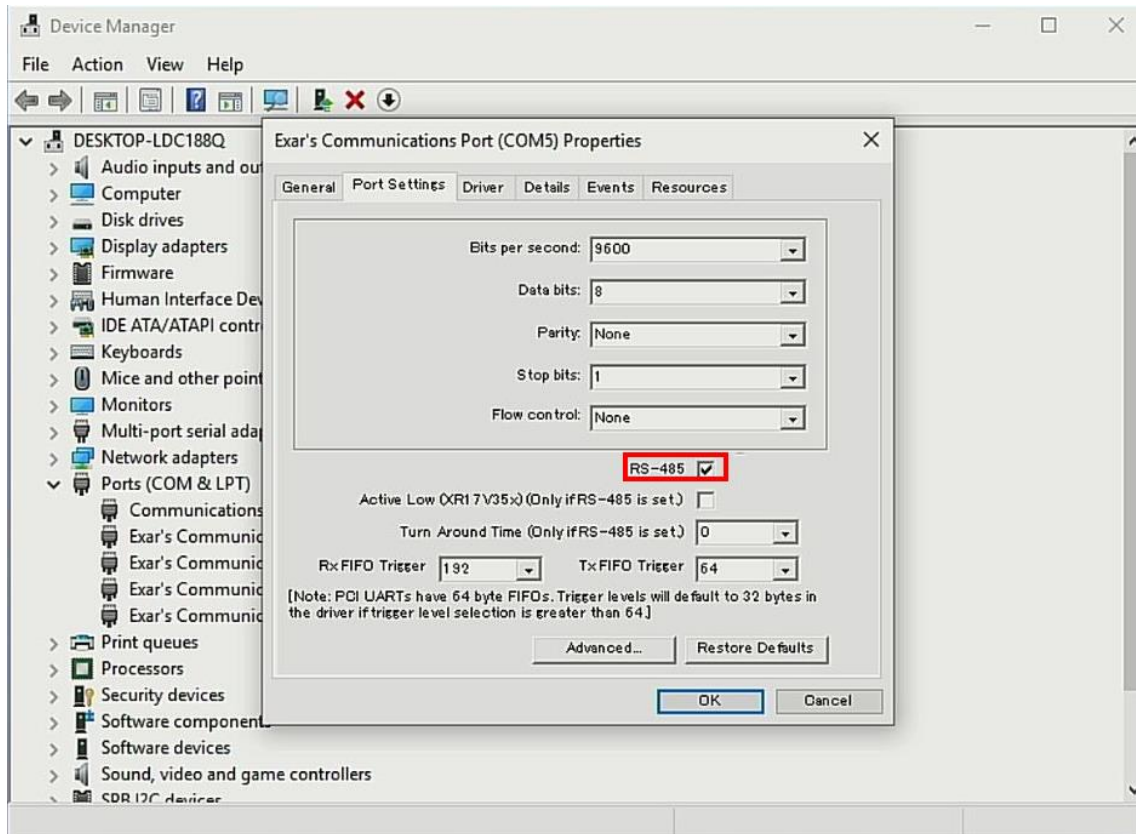 Device Manager
File Action View Help
DESKTOP-LDC188Q
Audio inputs and ou
Computer
Disk drives
Display adapters
Firmware
Human Interface Dev
IDE ATA/ATAPI contr
Keyboards
Mice and other point
Monitors
Multi-port serial adap
Network adapters
Ports (COM & LPT)
Communications
Exar's Communic
Exar's Communic
Exar's Communic
Exar's Communic
Print queues
Processors
Security devices
Software component
Software devices
Sound, video and game controllers
SPB I2C devices
Exar's Communications Port (COM5) Properties
General Port Settings Driver Details Events Resources
Bits per second: 9600
Data bits: 8
Parity: None
Stop bits: 1
Flow control: None
RS-485
Active Low (XR17V35x) (Only if RS-485 is set.)
Turn Around Time (Only if RS-485 is set.) 0
Rx FIFO Trigger 192 Tx FIFO Trigger 64
[Note: PCI UARTs have 64 byte FIFOs. Trigger levels will default to 32 bytes in
the driver if trigger level selection is greater than 64.]
Advanced... Restore Defaults
OK Cancel